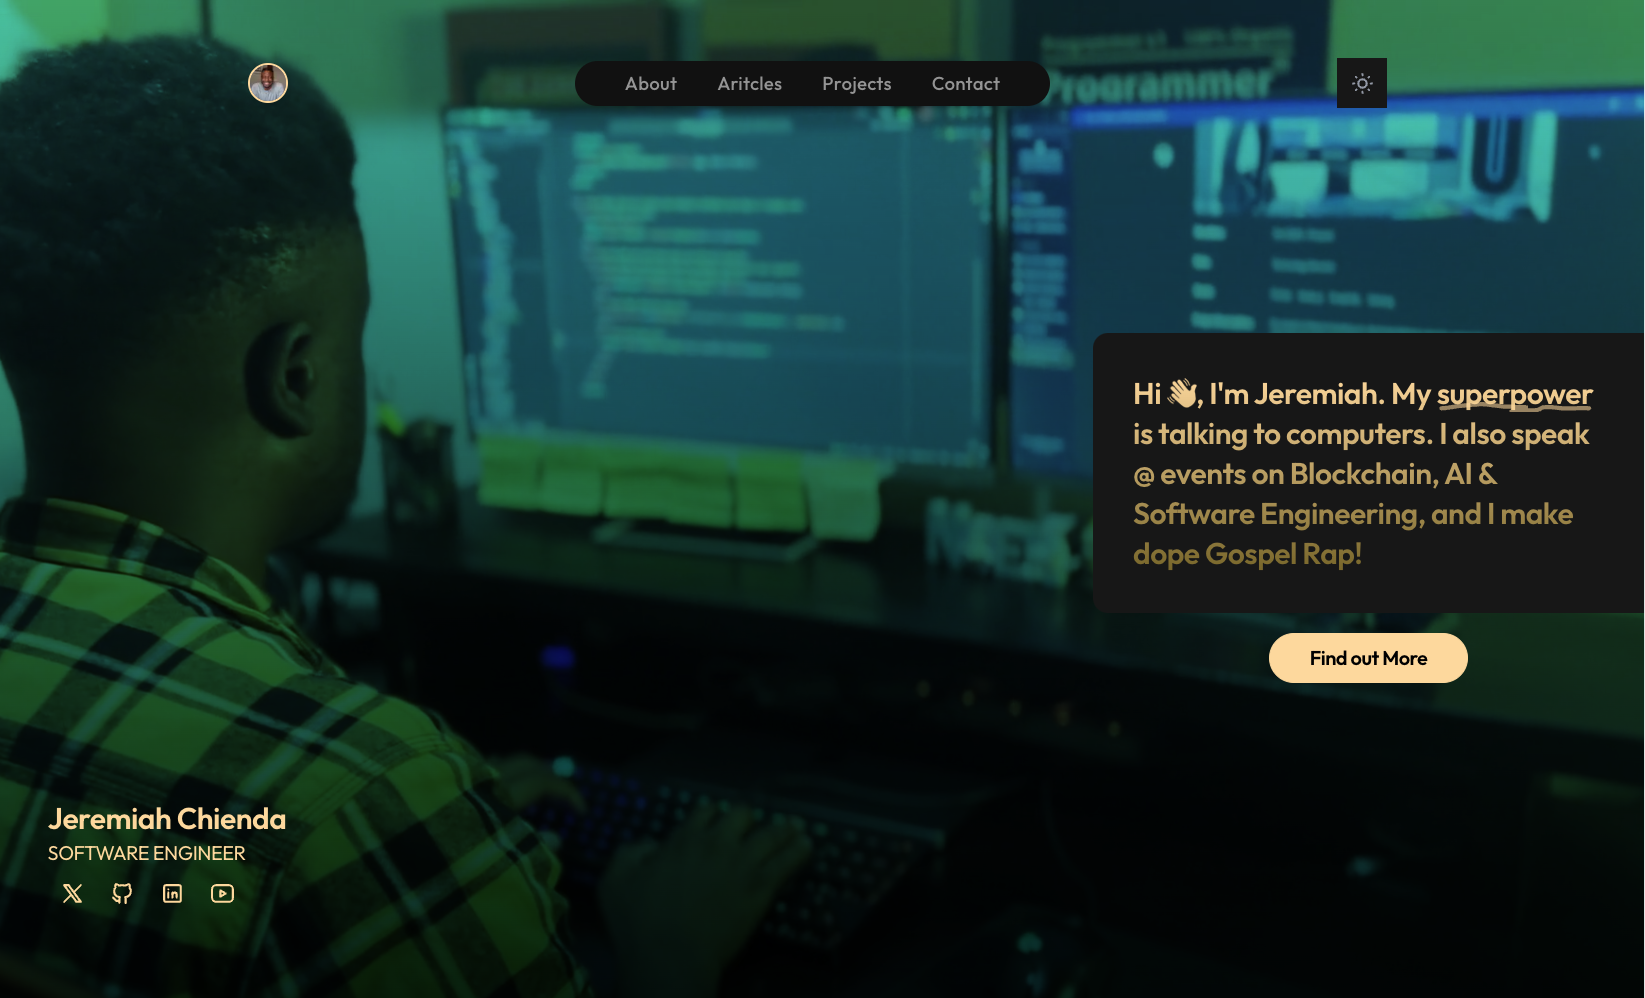 About Aritcles Projects Contact
Programmer
Hi 👋, I'm Jeremiah. My superpower
is talking to computers. I also speak
@ events on Blockchain, AI &
Software Engineering, and I make
dope Gospel Rap!
Find out More
Jeremiah Chienda
SOFTWARE ENGINEER